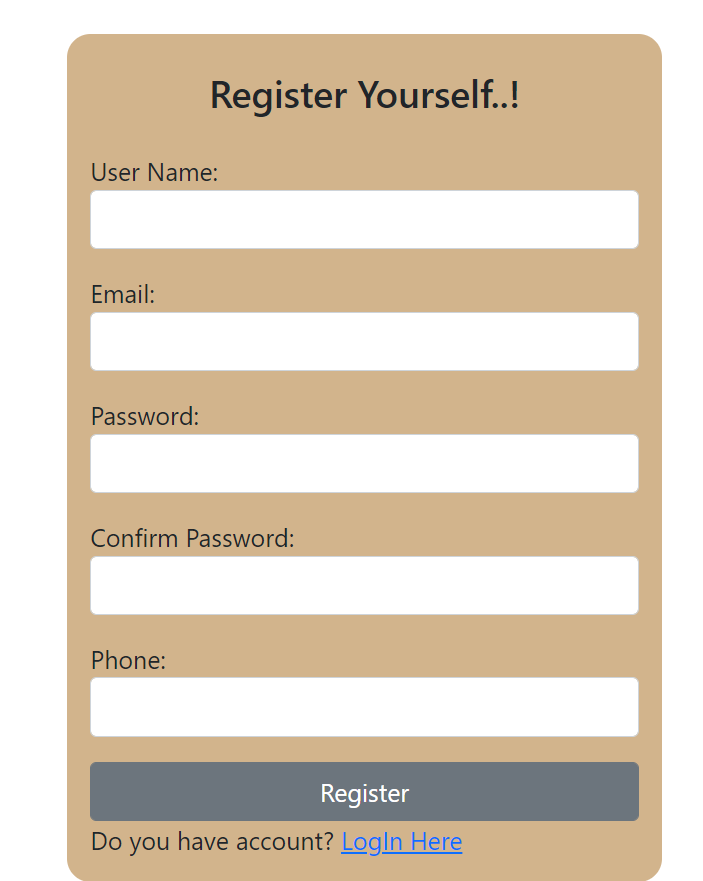 Register Yourself..!
User Name:
Email:
Password:
Confirm Password:
Phone:
Register
Do you have account? LogIn Here